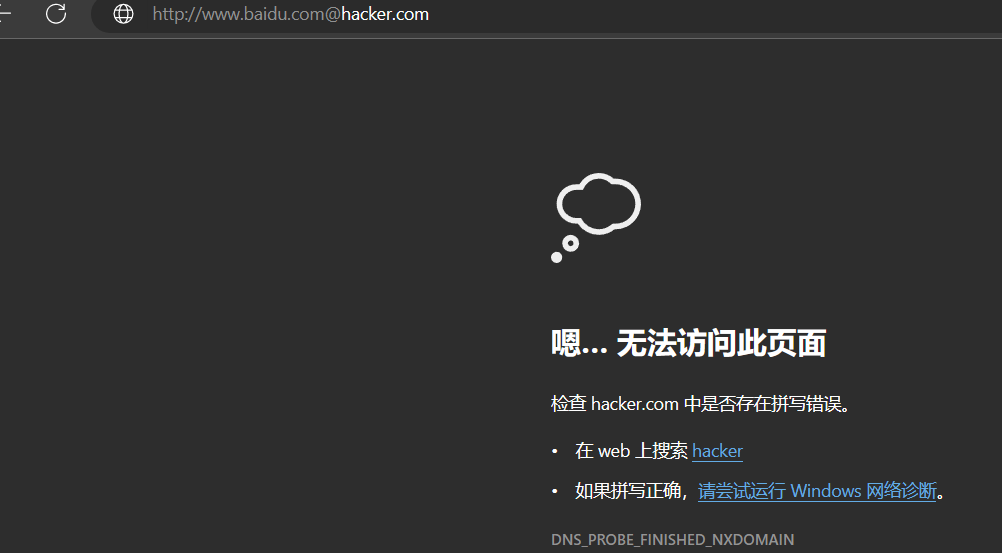 http://www.baidu.com@hacker.com
嗯… 无法访问此页面
检查 hacker.com 中是否存在拼写错误。
• 在 web 上搜索 hacker
• 如果拼写正确，请尝试运行 Windows 网络诊断。
DNS_PROBE_FINISHED_NXDOMAIN